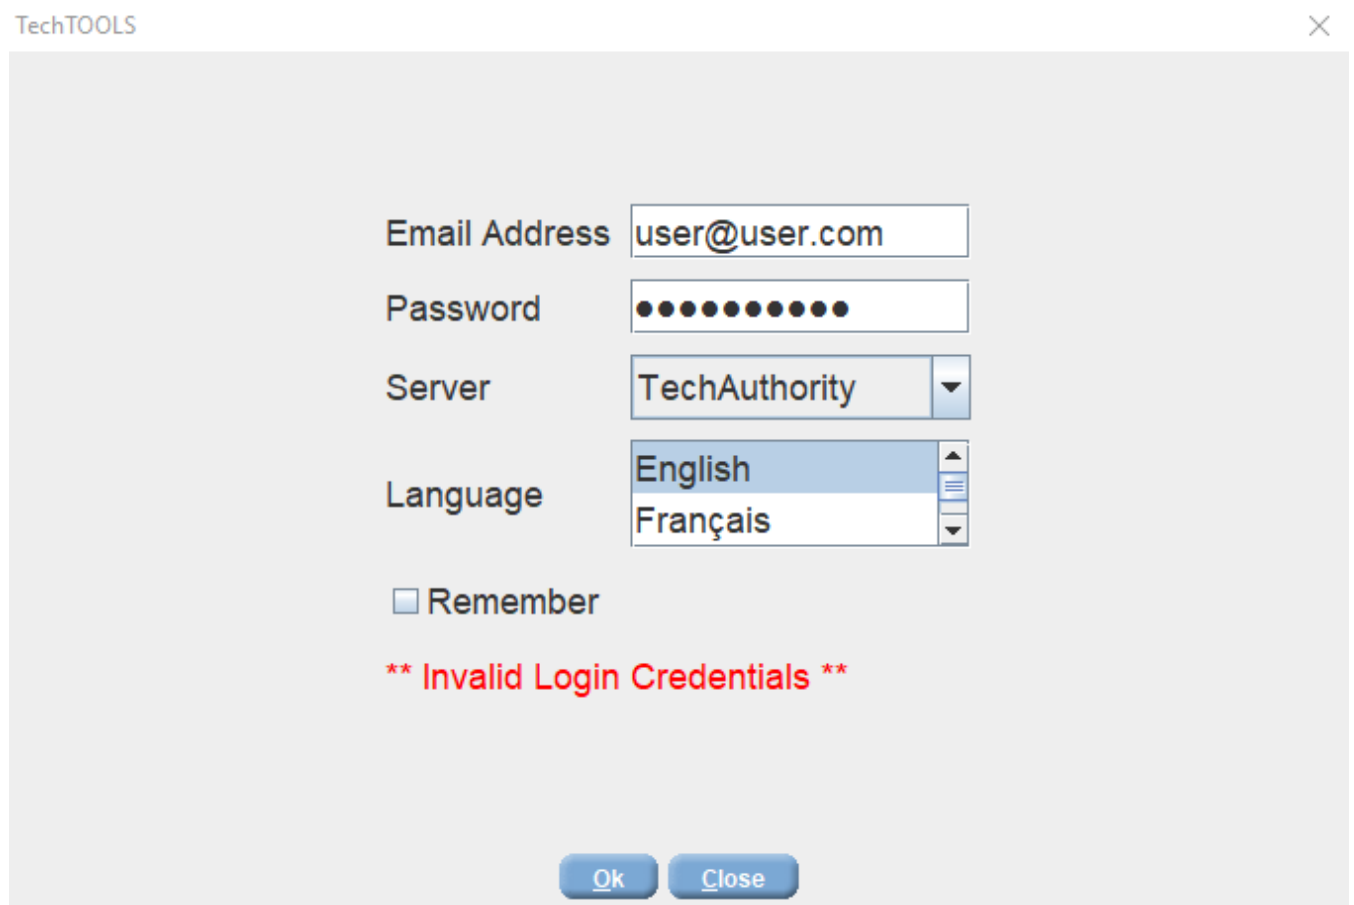 TechTOOLS
Email Address user@user.com
Password ●●●●●●●●●●
Server TechAuthority
Language English
Français
Remember
** Invalid Login Credentials **
Ok Close